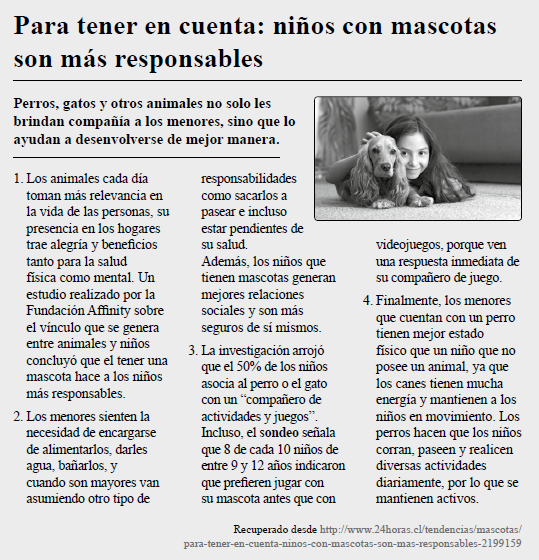 Para tener en cuenta: niños con mascotas
son más responsables
Perros, gatos y otros animales no solo les
brindan compañía a los menores, sino que lo
ayudan a desenvolverse de mejor manera.
1. Los animales cada día
toman más relevancia en
la vida de las personas, su
presencia en los hogares
trae alegría y beneficios
tanto para la salud
física como mental. Un
estudio realizado por la
Fundación Affinity sobre
el vínculo que se genera
entre animales y niños
concluyó que el tener una
mascota hace a los niños
más responsables.
2. Los menores sienten la
necesidad de encargarse
de alimentarlos, darles
agua, bañarlos, y
cuando son mayores van
asumiendo otro tipo de
responsabilidades
como sacarlos a
pasear e incluso
estar pendientes de
su salud.
Además, los niños que
tienen mascotas generan
mejores relaciones
sociales y son más
seguros de sí mismos.
3. La investigación arrojó
que el 50% de los niños
asocia al perro o el gato
con un “compañero de
actividades y juegos”.
Incluso, el sondeo señala
que 8 de cada 10 niños de
entre 9 y 12 años indicaron
que prefieren jugar con
su mascota antes que con
videojuegos, porque ven
una respuesta inmediata de
su compañero de juego.
4. Finalmente, los menores
que cuentan con un perro
tienen mejor estado
físico que un niño que no
posee un animal, ya que
los canes tienen mucha
energía y mantienen a los
niños en movimiento. Los
perros hacen que los niños
corran, paseen y realicen
diversas actividades
diariamente, por lo que se
mantienen activos.
Recuperado desde http://www.24horas.cl/tendencias/mascotas/
para-tener-en-cuenta-ninos-con-mascotas-son-mas-responsables-2199159